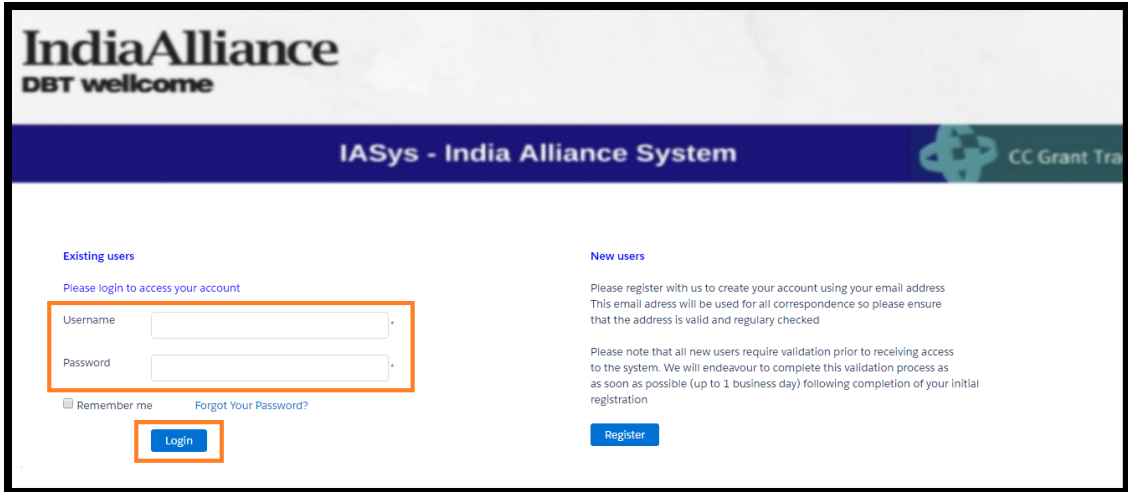 IndiaAlliance
DBT wellcome
IASys - India Alliance System
CC Grant Tra
Existing users
Please login to access your account
Username
*
Password
*
Remember me
Forgot Your Password?
Login
New users
Please register with us to create your account using your email address
This email adress will be used for all correspondence so please ensure
that the address is valid and regulary checked
Please note that all new users require validation prior to receiving access
to the system. We will endeavour to complete this validation process as
as soon as possible (up to 1 business day) following completion of your initial
registration
Register